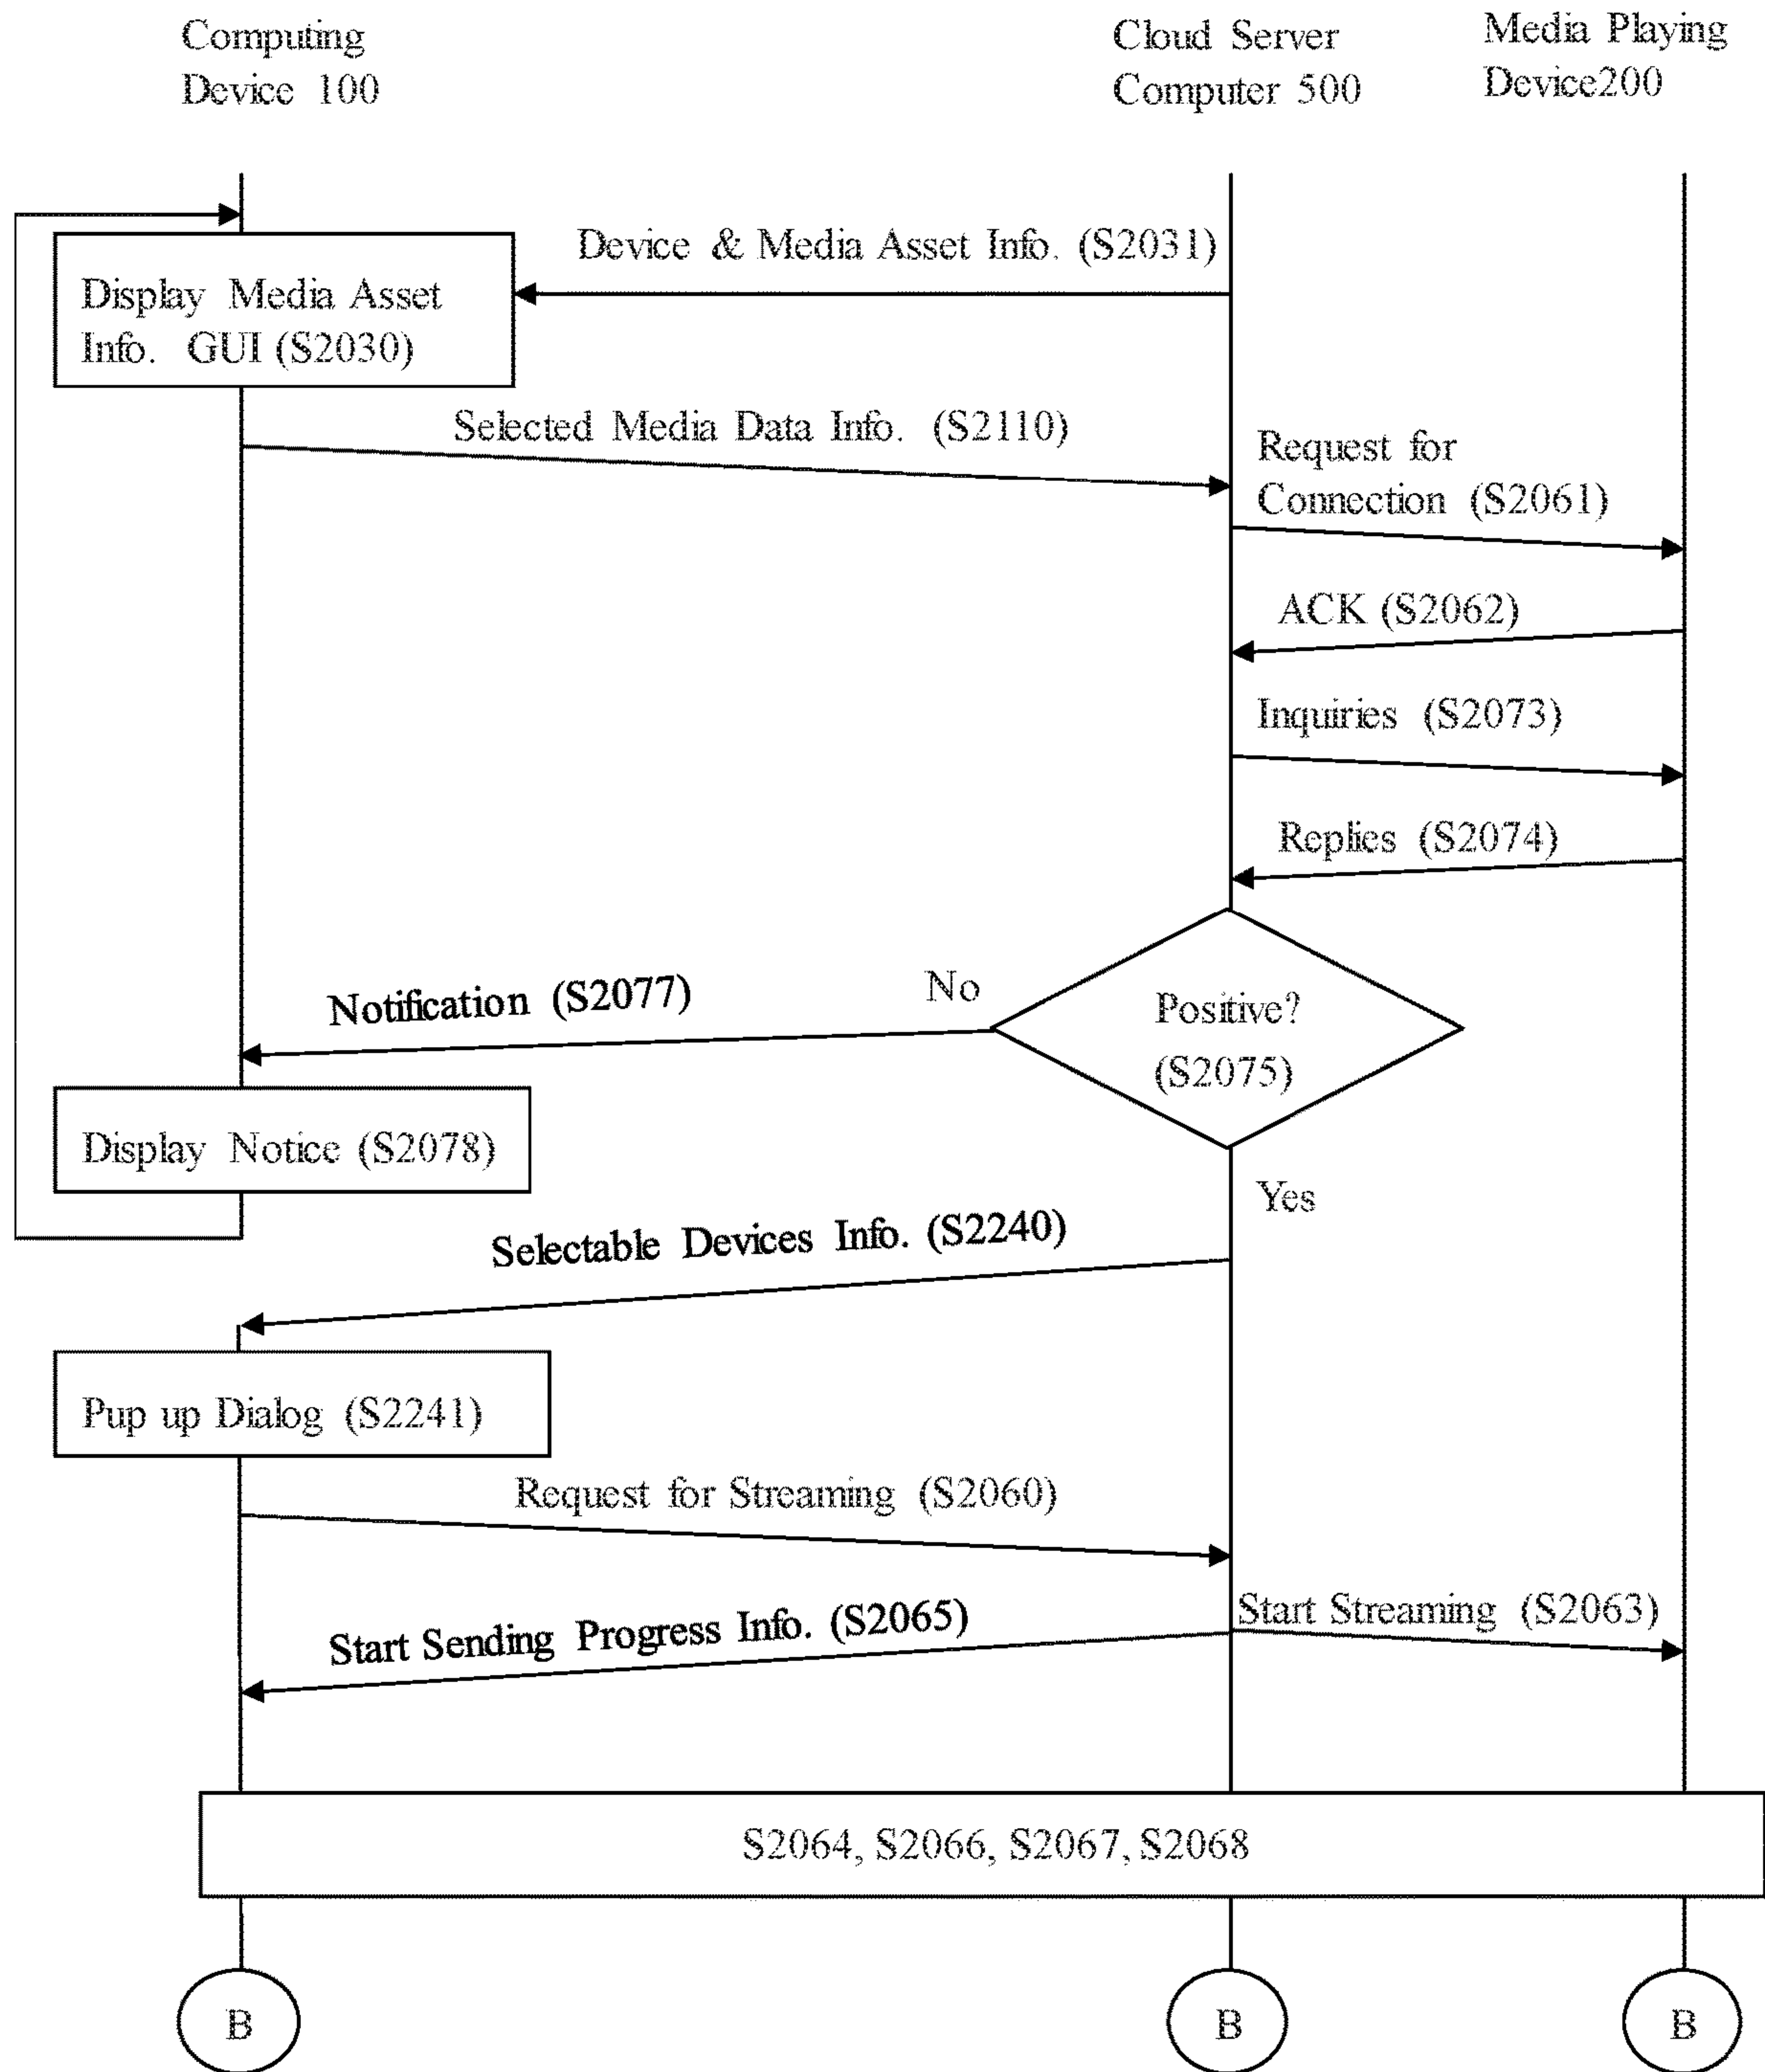 Computing
Device 100
Cloud Server
Computer 500
Media Playing
Device200
Device & Media Asset Info. (S2031)
Display Media Asset
Info. GUI (S2030)
Selected Media Data Info. (S2110)
Request for
Connection (S2061)
ACK (S2062)
Inquiries (S2073)
Replies (S2074)
No
Positive?
(S2075)
Notification (S2077)
Display Notice (S2078)
Yes
Selectable Devices Info. (S2240)
Pup up Dialog (S2241)
Request for Streaming (S2060)
Start Streaming (S2063)
Start Sending Progress Info. (S2065)
S2064, S2066, S2067, S2068
B
B
B